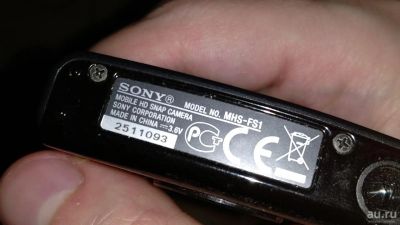 SONY®
MODEL NO. MHS-FS1
MOBILE HD SNAP CAMERA
SONY CORPORATION
MADE IN CHINA ⎓3.6V
2511093
PCT CE
au.ru